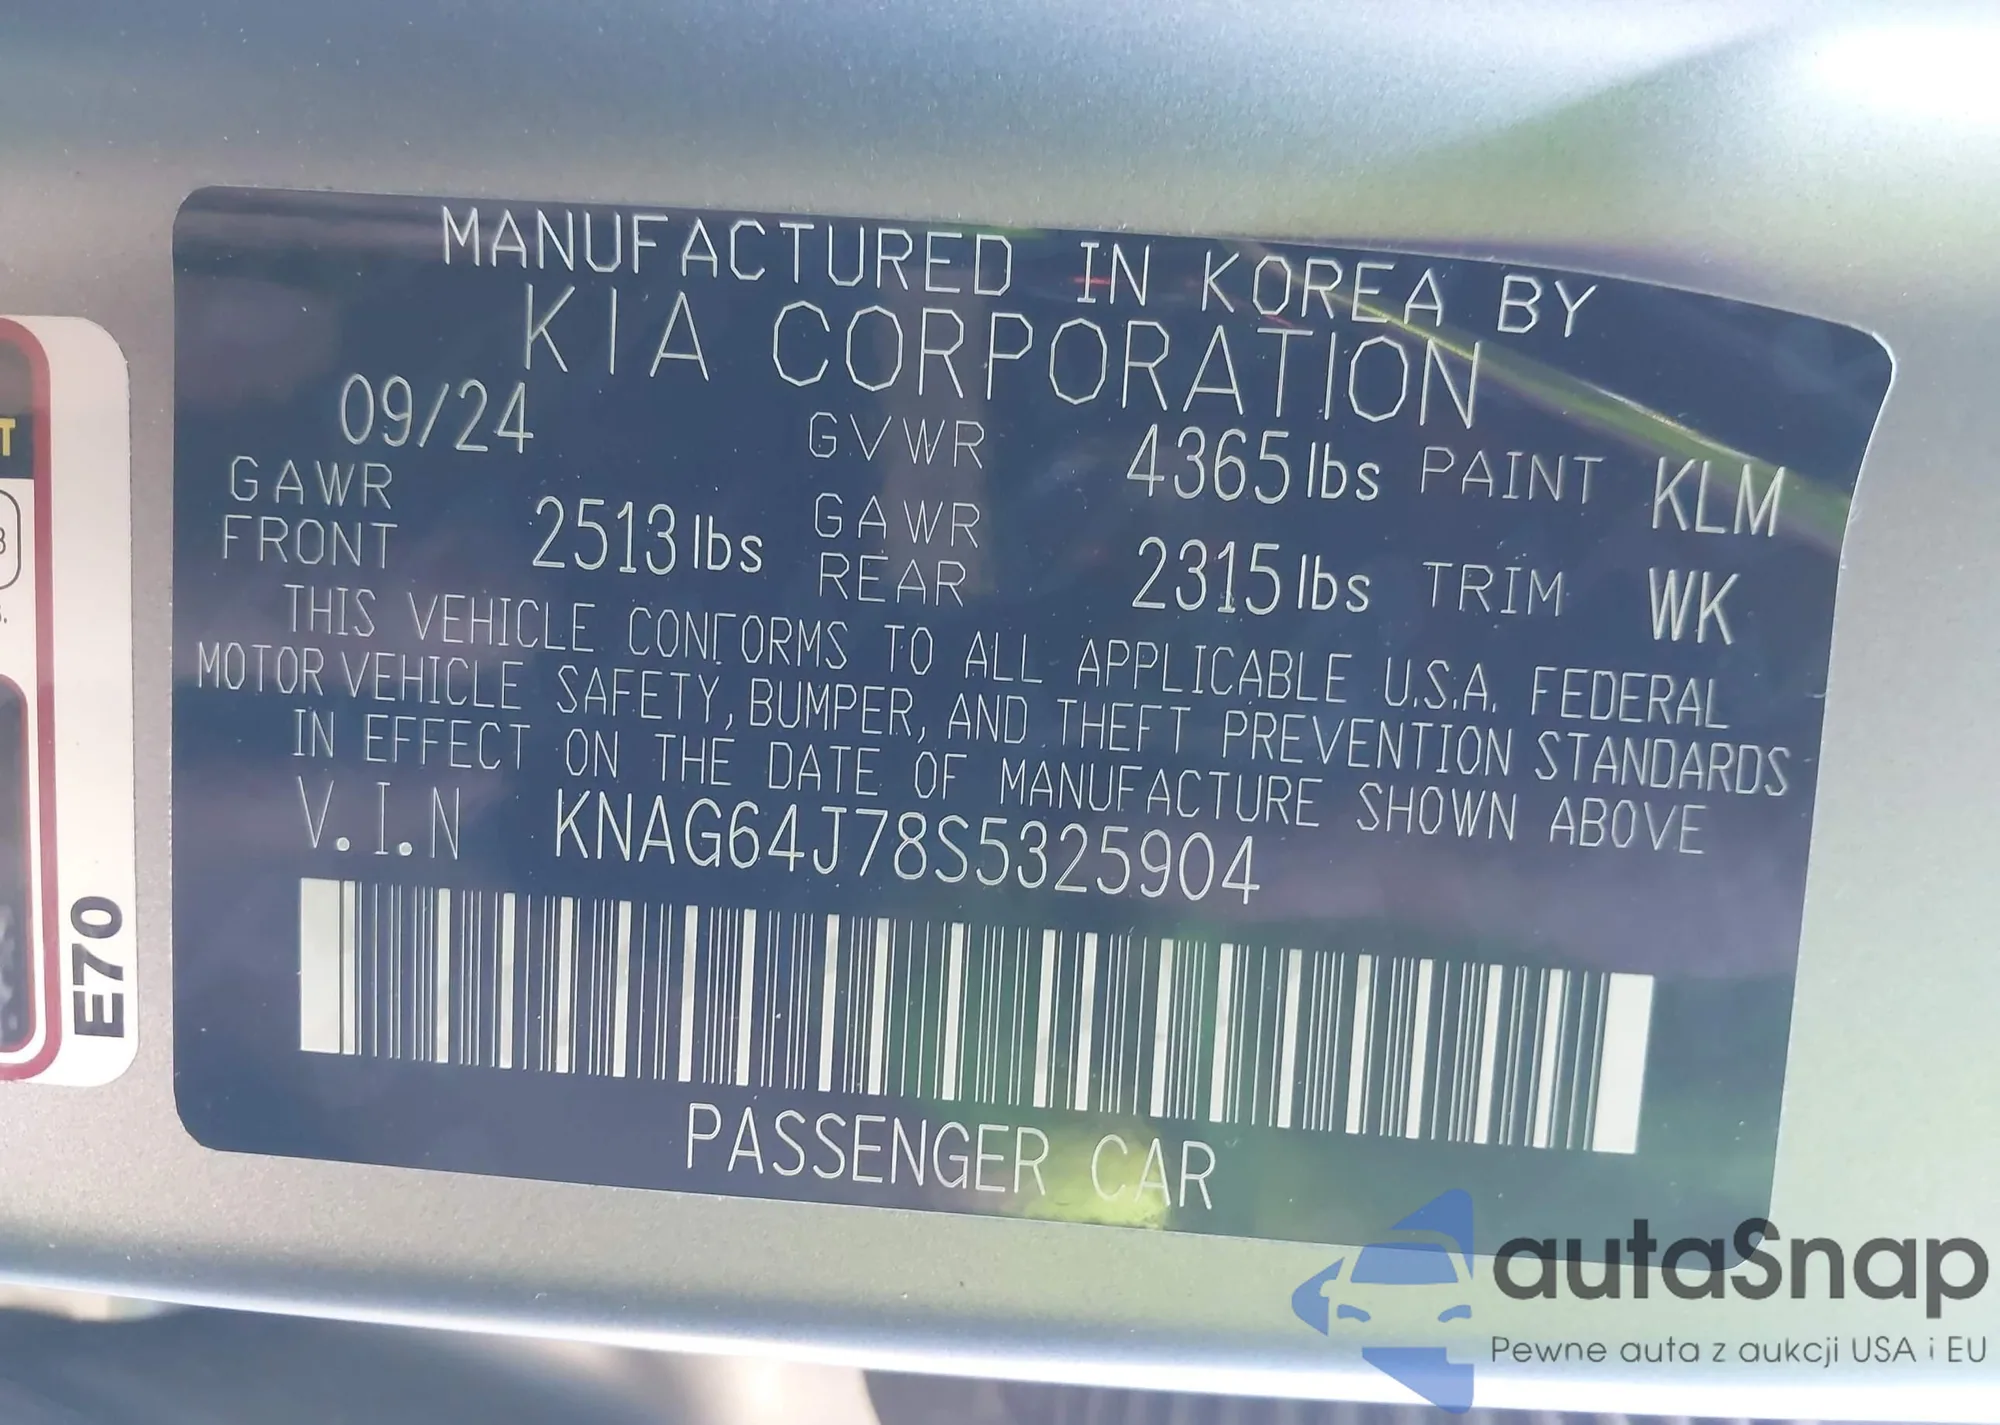 MANUFACTURED IN KOREA BY
KIA CORPORATION
09/24 GVWR 4365 lbs PAINT KLM
GAWR FRONT 2513 lbs GAWR REAR 2315 lbs TRIM WK
THIS VEHICLE CONFORMS TO ALL APPLICABLE U.S.A. FEDERAL
MOTOR VEHICLE SAFETY, BUMPER, AND THEFT PREVENTION STANDARDS
IN EFFECT ON THE DATE OF MANUFACTURE SHOWN ABOVE
V.I.N KNAG64J78S5325904
PASSENGER CAR
E70
autaSnap
Pewne auta z aukcji USA i EU